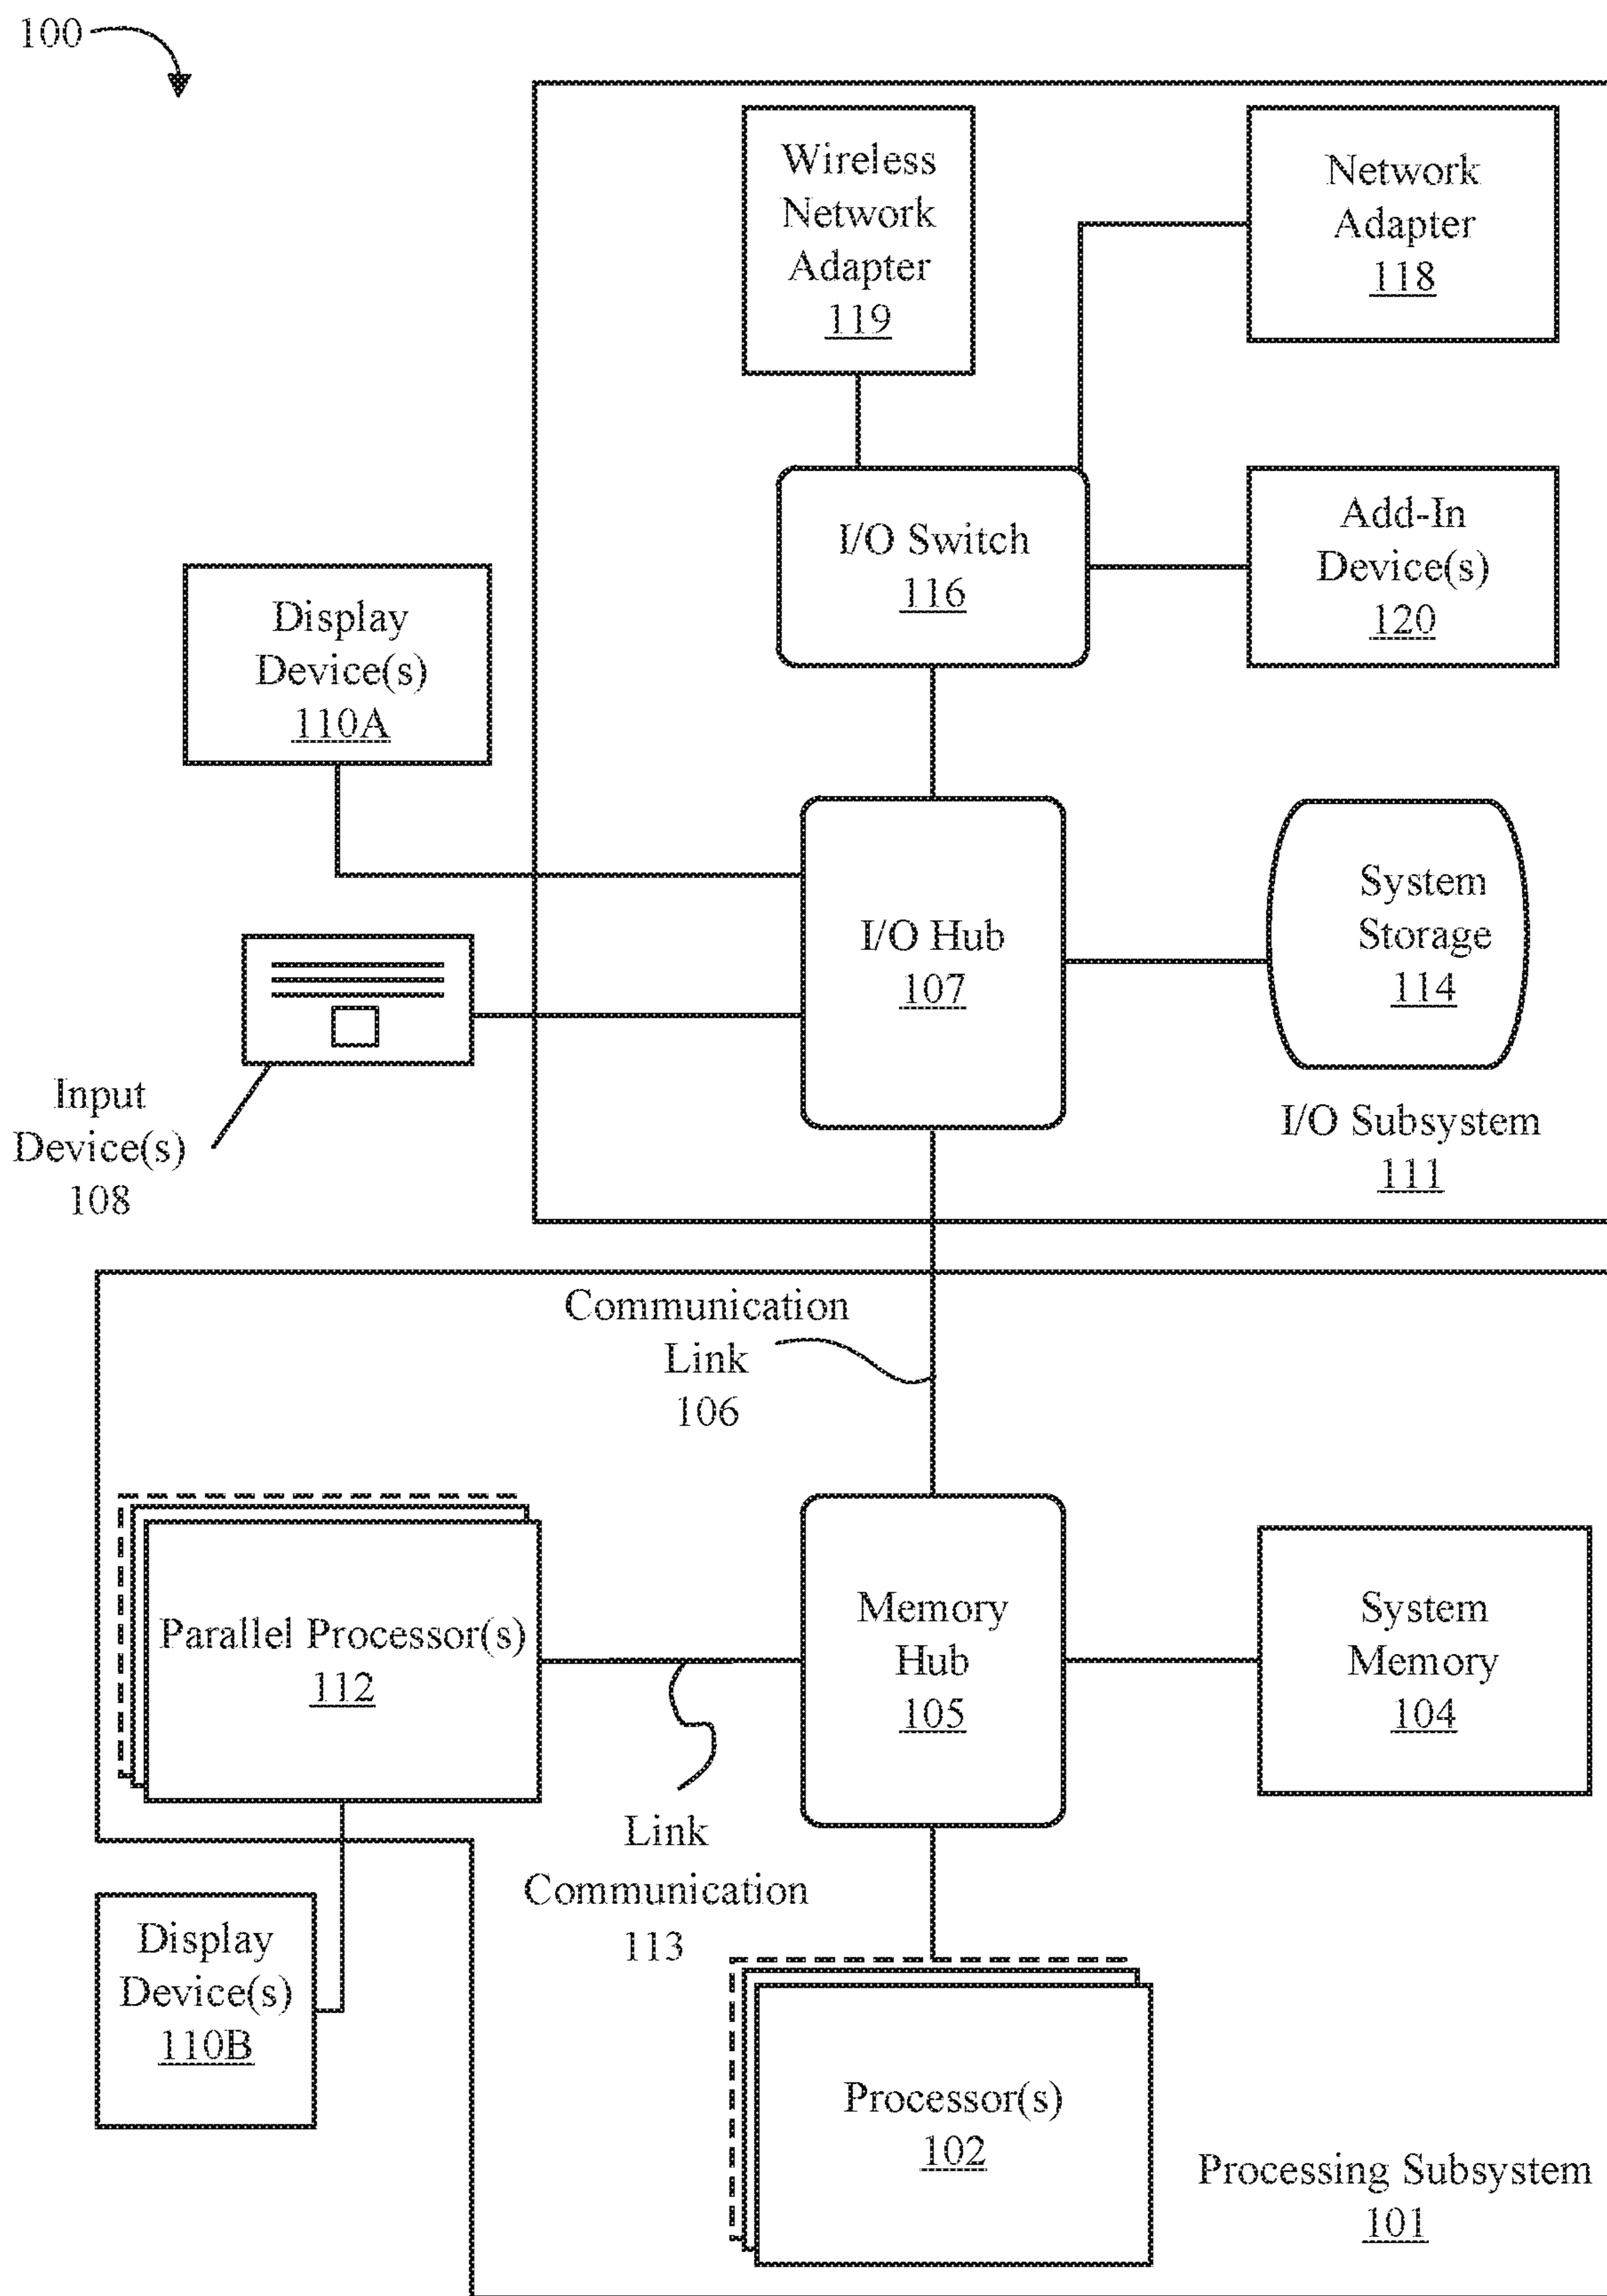 100
Wireless
Network
Adapter
119
Network
Adapter
118
I/O Switch
116
Add-In
Device(s)
120
Display
Device(s)
110A
I/O Hub
107
System
Storage
114
Input
Device(s)
108
I/O Subsystem
111
Communication
Link
106
Parallel Processor(s)
112
Memory
Hub
105
System
Memory
104
Link
Communication
113
Display
Device(s)
110B
Processor(s)
102
Processing Subsystem
101